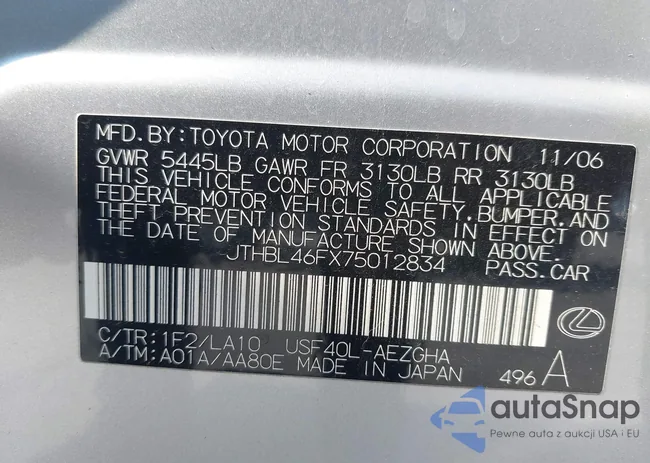 MFD. BY: TOYOTA MOTOR CORPORATION 11/06
GVWR 5445LB GAWR FR 3130LB RR 3130LB
THIS VEHICLE CONFORMS TO ALL APPLICABLE
FEDERAL MOTOR VEHICLE SAFETY, BUMPER, AND
THEFT PREVENTION STANDARDS IN EFFECT ON
THE DATE OF MANUFACTURE SHOWN ABOVE.
JTHBL46FX75012834 PASS. CAR
C/TR: 1F2/LA10 USF40L-AEZGHA
A/TM: A01A/AA80E MADE IN JAPAN 496 A
autaSnap
Pewne auta z aukcji USA i EU